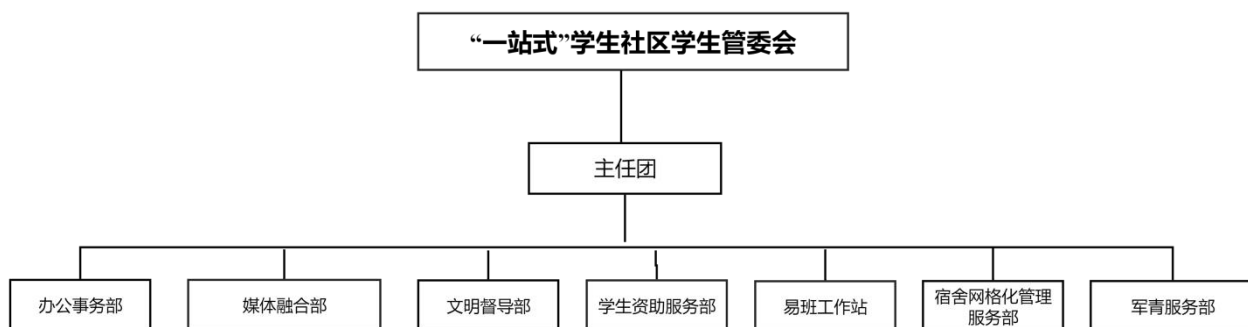 “一站式”学生社区学生管委会
主任团
办公事务部
媒体融合部
文明督导部
学生资助服务部
易班工作站
宿舍网格化管理
服务部
军青服务部